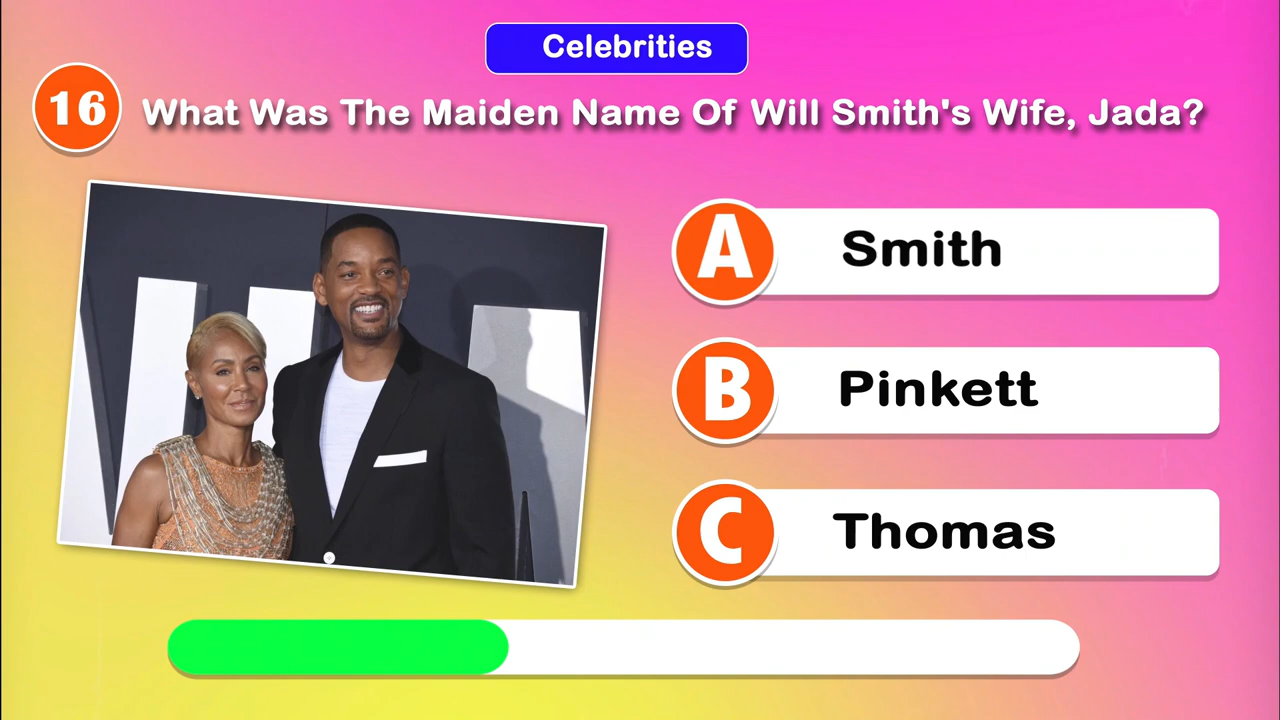 Celebrities
16 What Was The Maiden Name Of Will Smith's Wife, Jada?
A Smith
B Pinkett
C Thomas